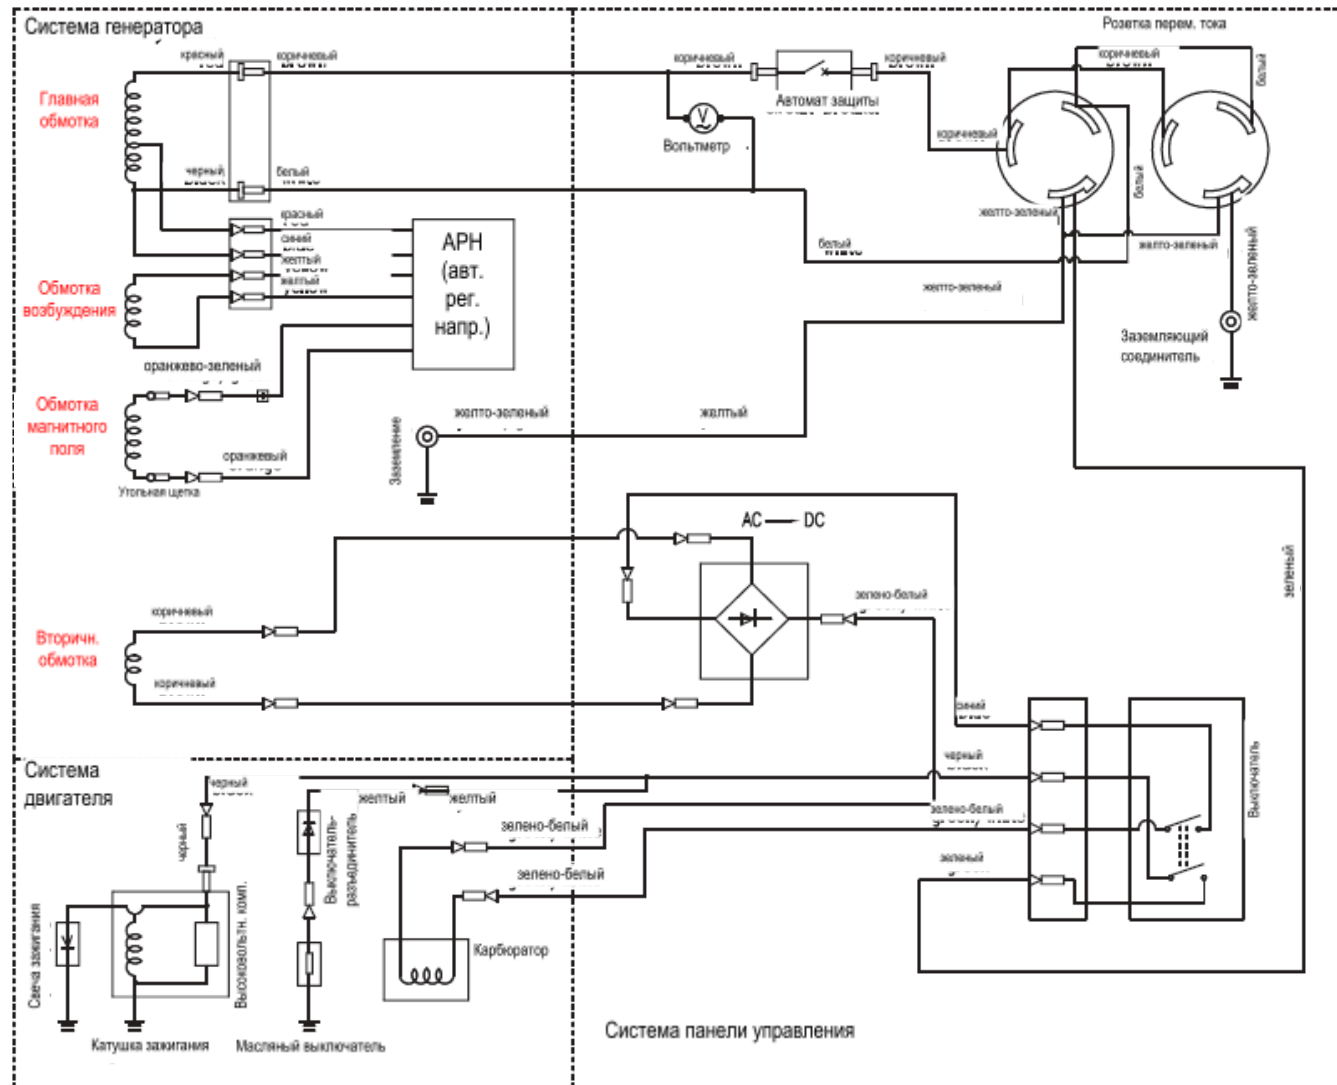 Система генератора
Розетка перем. тока
красный
коричневый
коричневый
коричневый
коричневый
белый
Главная
обмотка
Автомат защиты
V
Вольтметр
коричневый
черный
белый
белый
красный
синий
желтый
желтый
АРН
(авт.
рег.
напр.)
желто-зеленый
желто-зеленый
белый
желто-зеленый
желто-зеленый
Обмотка
возбуждения
Заземляющий
соединитель
оранжево-зеленый
Обмотка
магнитного
поля
желто-зеленый
желтый
Заземление
оранжевый
Угольная щетка
AC — DC
зеленый
зелено-белый
коричневый
Вторичн.
обмотка
коричневый
синий
Выключатель
черный
зелено-белый
зеленый
Система
двигателя
черный
желтый
желтый
черный
Выключатель-
разъединитель
зелено-белый
зелено-белый
Карбюратор
Свеча зажигания
Высоковольтн. комп.
Катушка зажигания
Масляный выключатель
Система панели управления